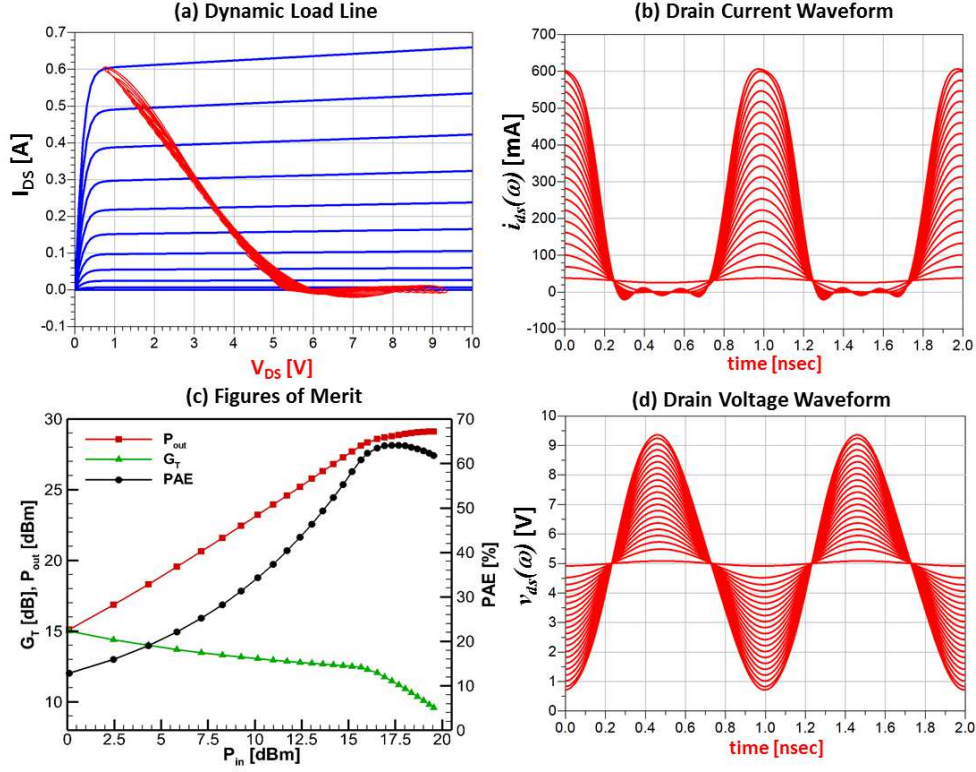 (a) Dynamic Load Line
I_DS [A]
0.7
0.6
0.5
0.4
0.3
0.2
0.1
0.0
-0.1
0 1 2 3 4 5 6 7 8 9 10
V_DS [V]
(b) Drain Current Waveform
i_ds(ω) [mA]
700
600
500
400
300
200
100
0
-100
0.0 0.2 0.4 0.6 0.8 1.0 1.2 1.4 1.6 1.8 2.0
time [nsec]
(c) Figures of Merit
G_T [dB], P_out [dBm]
30
25
20
15
10
P_out
G_T
PAE
70
60
50
40
30
20
10
0
PAE [%]
0 2.5 5 7.5 10 12.5 15 17.5 20
P_in [dBm]
(d) Drain Voltage Waveform
v_ds(ω) [V]
10
9
8
7
6
5
4
3
2
1
0
0.0 0.2 0.4 0.6 0.8 1.0 1.2 1.4 1.6 1.8 2.0
time [nsec]